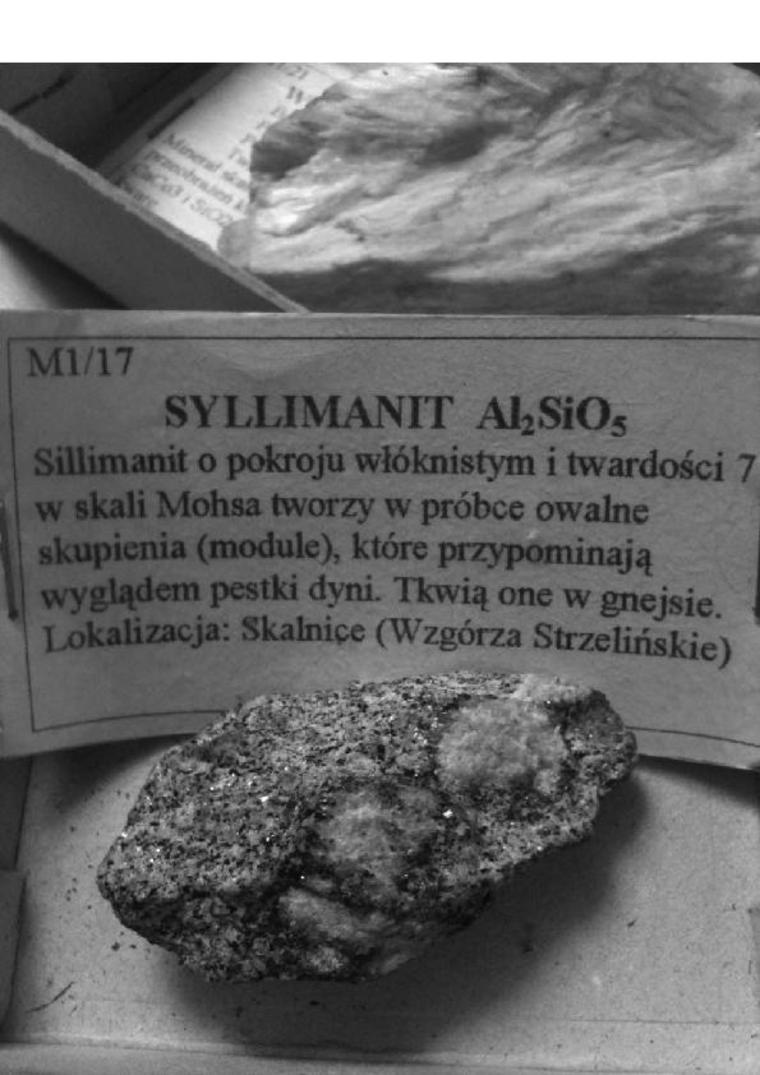 Minerał
M1/17
SYLLIMANIT Al₂SiO₅
Sillimanit o pokroju włóknistym i twardości 7
w skali Mohsa tworzy w próbce owalne
skupienia (module), które przypominają
wyglądem pestki dyni. Tkwią one w gnejsie.
Lokalizacja: Skalnice (Wzgórza Strzelińskie)